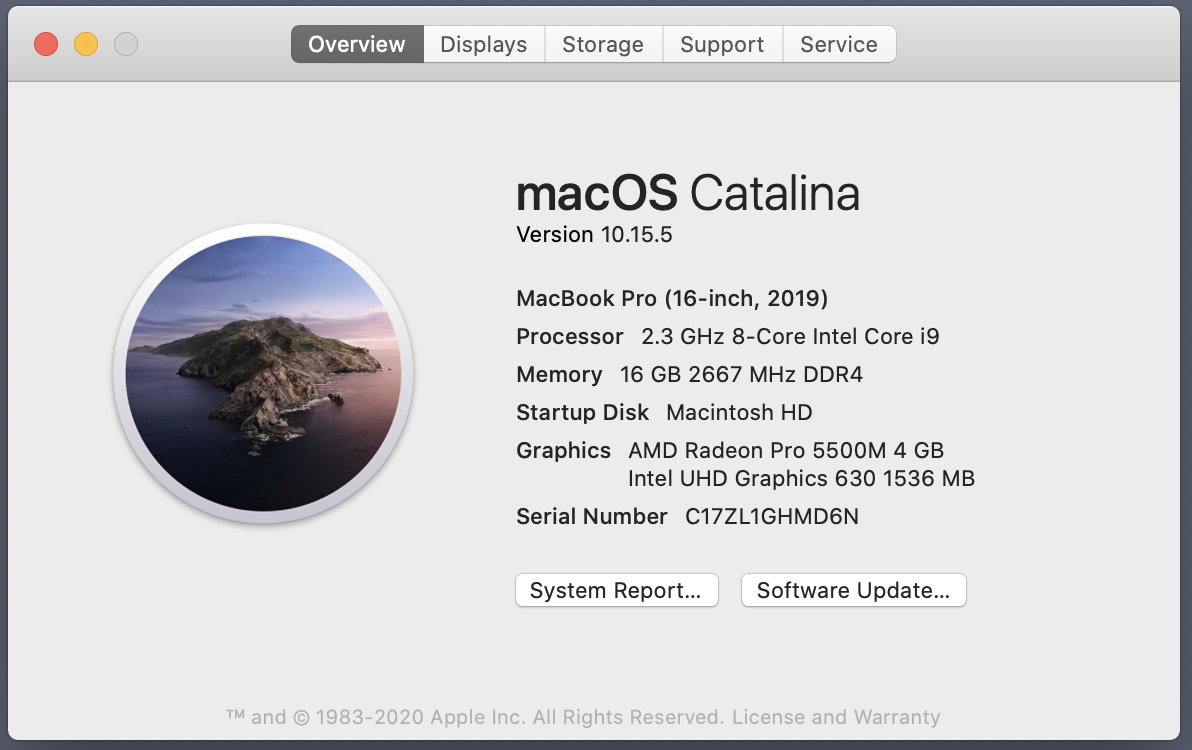 Overview Displays Storage Support Service
macOS Catalina
Version 10.15.5
MacBook Pro (16-inch, 2019)
Processor 2.3 GHz 8-Core Intel Core i9
Memory 16 GB 2667 MHz DDR4
Startup Disk Macintosh HD
Graphics AMD Radeon Pro 5500M 4 GB
Intel UHD Graphics 630 1536 MB
Serial Number C17ZL1GHMD6N
System Report... Software Update...
™ and © 1983-2020 Apple Inc. All Rights Reserved. License and Warranty